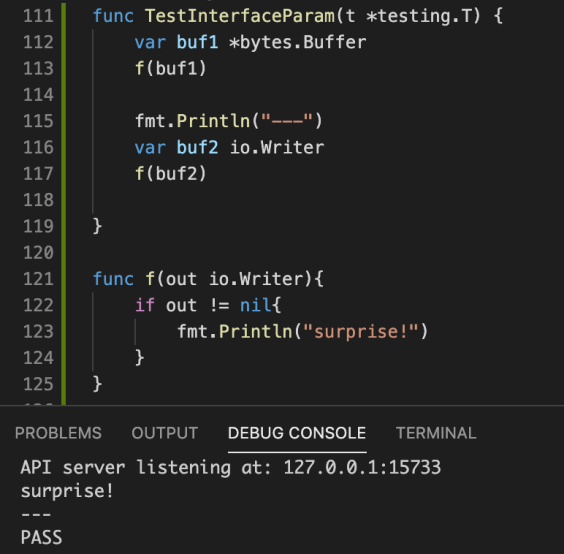 111 func TestInterfaceParam(t *testing.T) {
112     var buf1 *bytes.Buffer
113     f(buf1)
114
115     fmt.Println("---")
116     var buf2 io.Writer
117     f(buf2)
118
119 }
120
121 func f(out io.Writer){
122     if out != nil{
123         fmt.Println("surprise!")
124     }
125 }
PROBLEMS OUTPUT DEBUG CONSOLE TERMINAL
API server listening at: 127.0.0.1:15733
surprise!
---
PASS